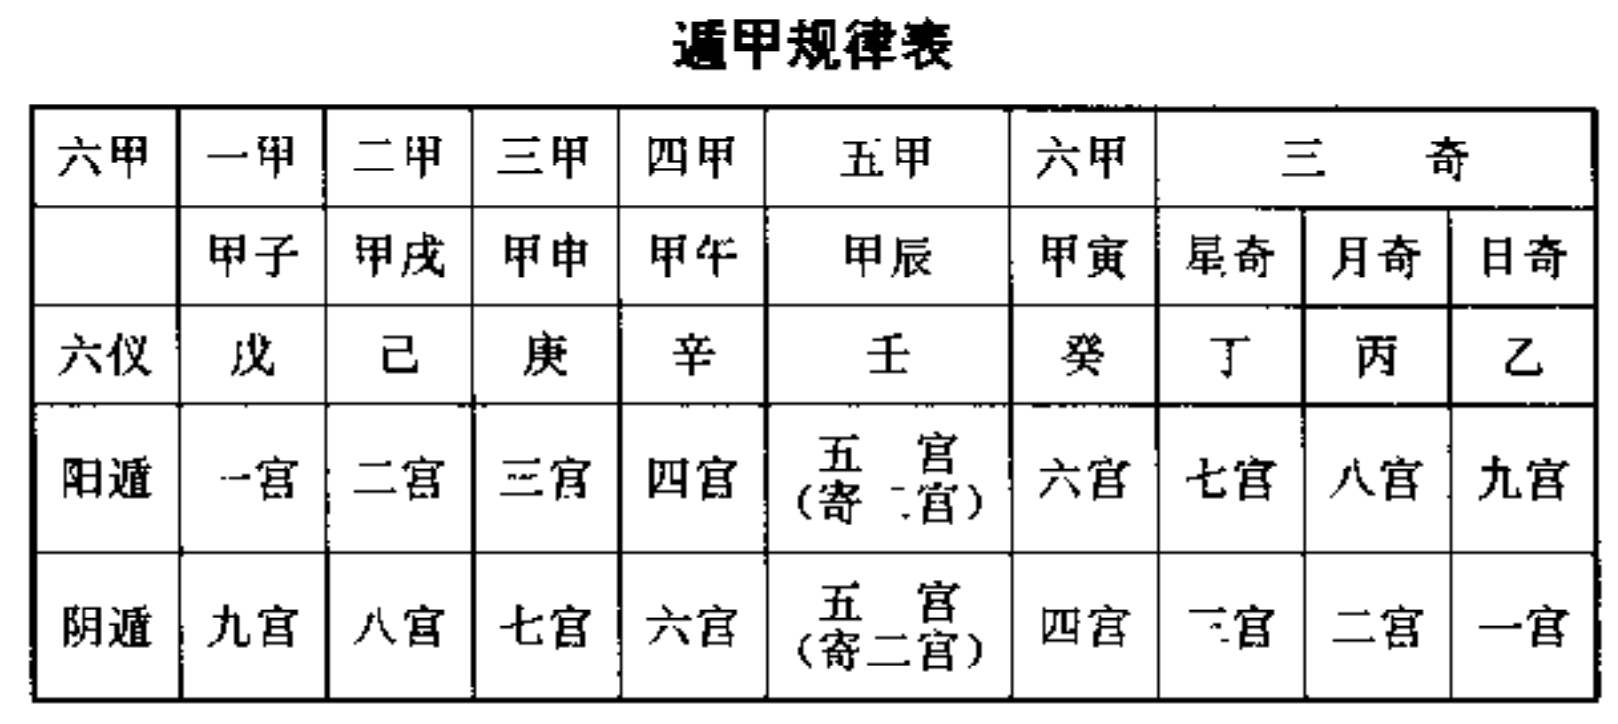 遁甲规律表
六甲 一甲 二甲 三甲 四甲 五甲 六甲 三 奇
甲子 甲戌 甲申 甲午 甲辰 甲寅 星奇 月奇 日奇
六仪 戊 己 庚 辛 壬 癸 丁 丙 乙
阳遁 一宫 二宫 三宫 四宫 五 宫 (寄二宫) 六宫 七宫 八宫 九宫
阴遁 九宫 八宫 七宫 六宫 五 宫 (寄二宫) 四宫 三宫 二宫 一宫